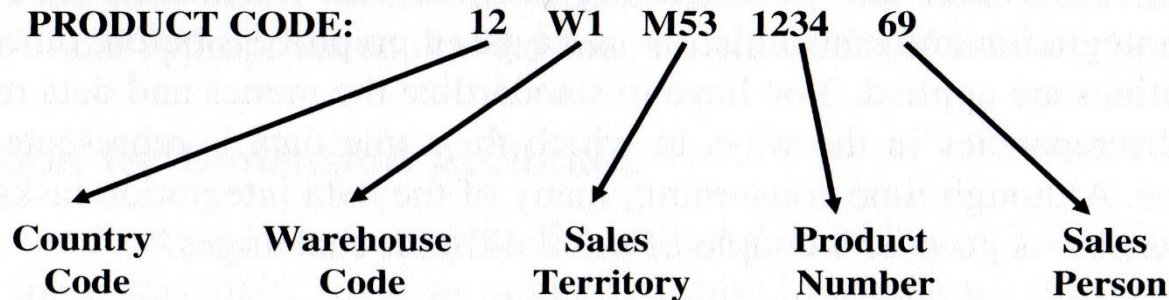 PRODUCT CODE: 12 W1 M53 1234 69
Country Warehouse Sales Product Sales
Code Code Territory Number Person